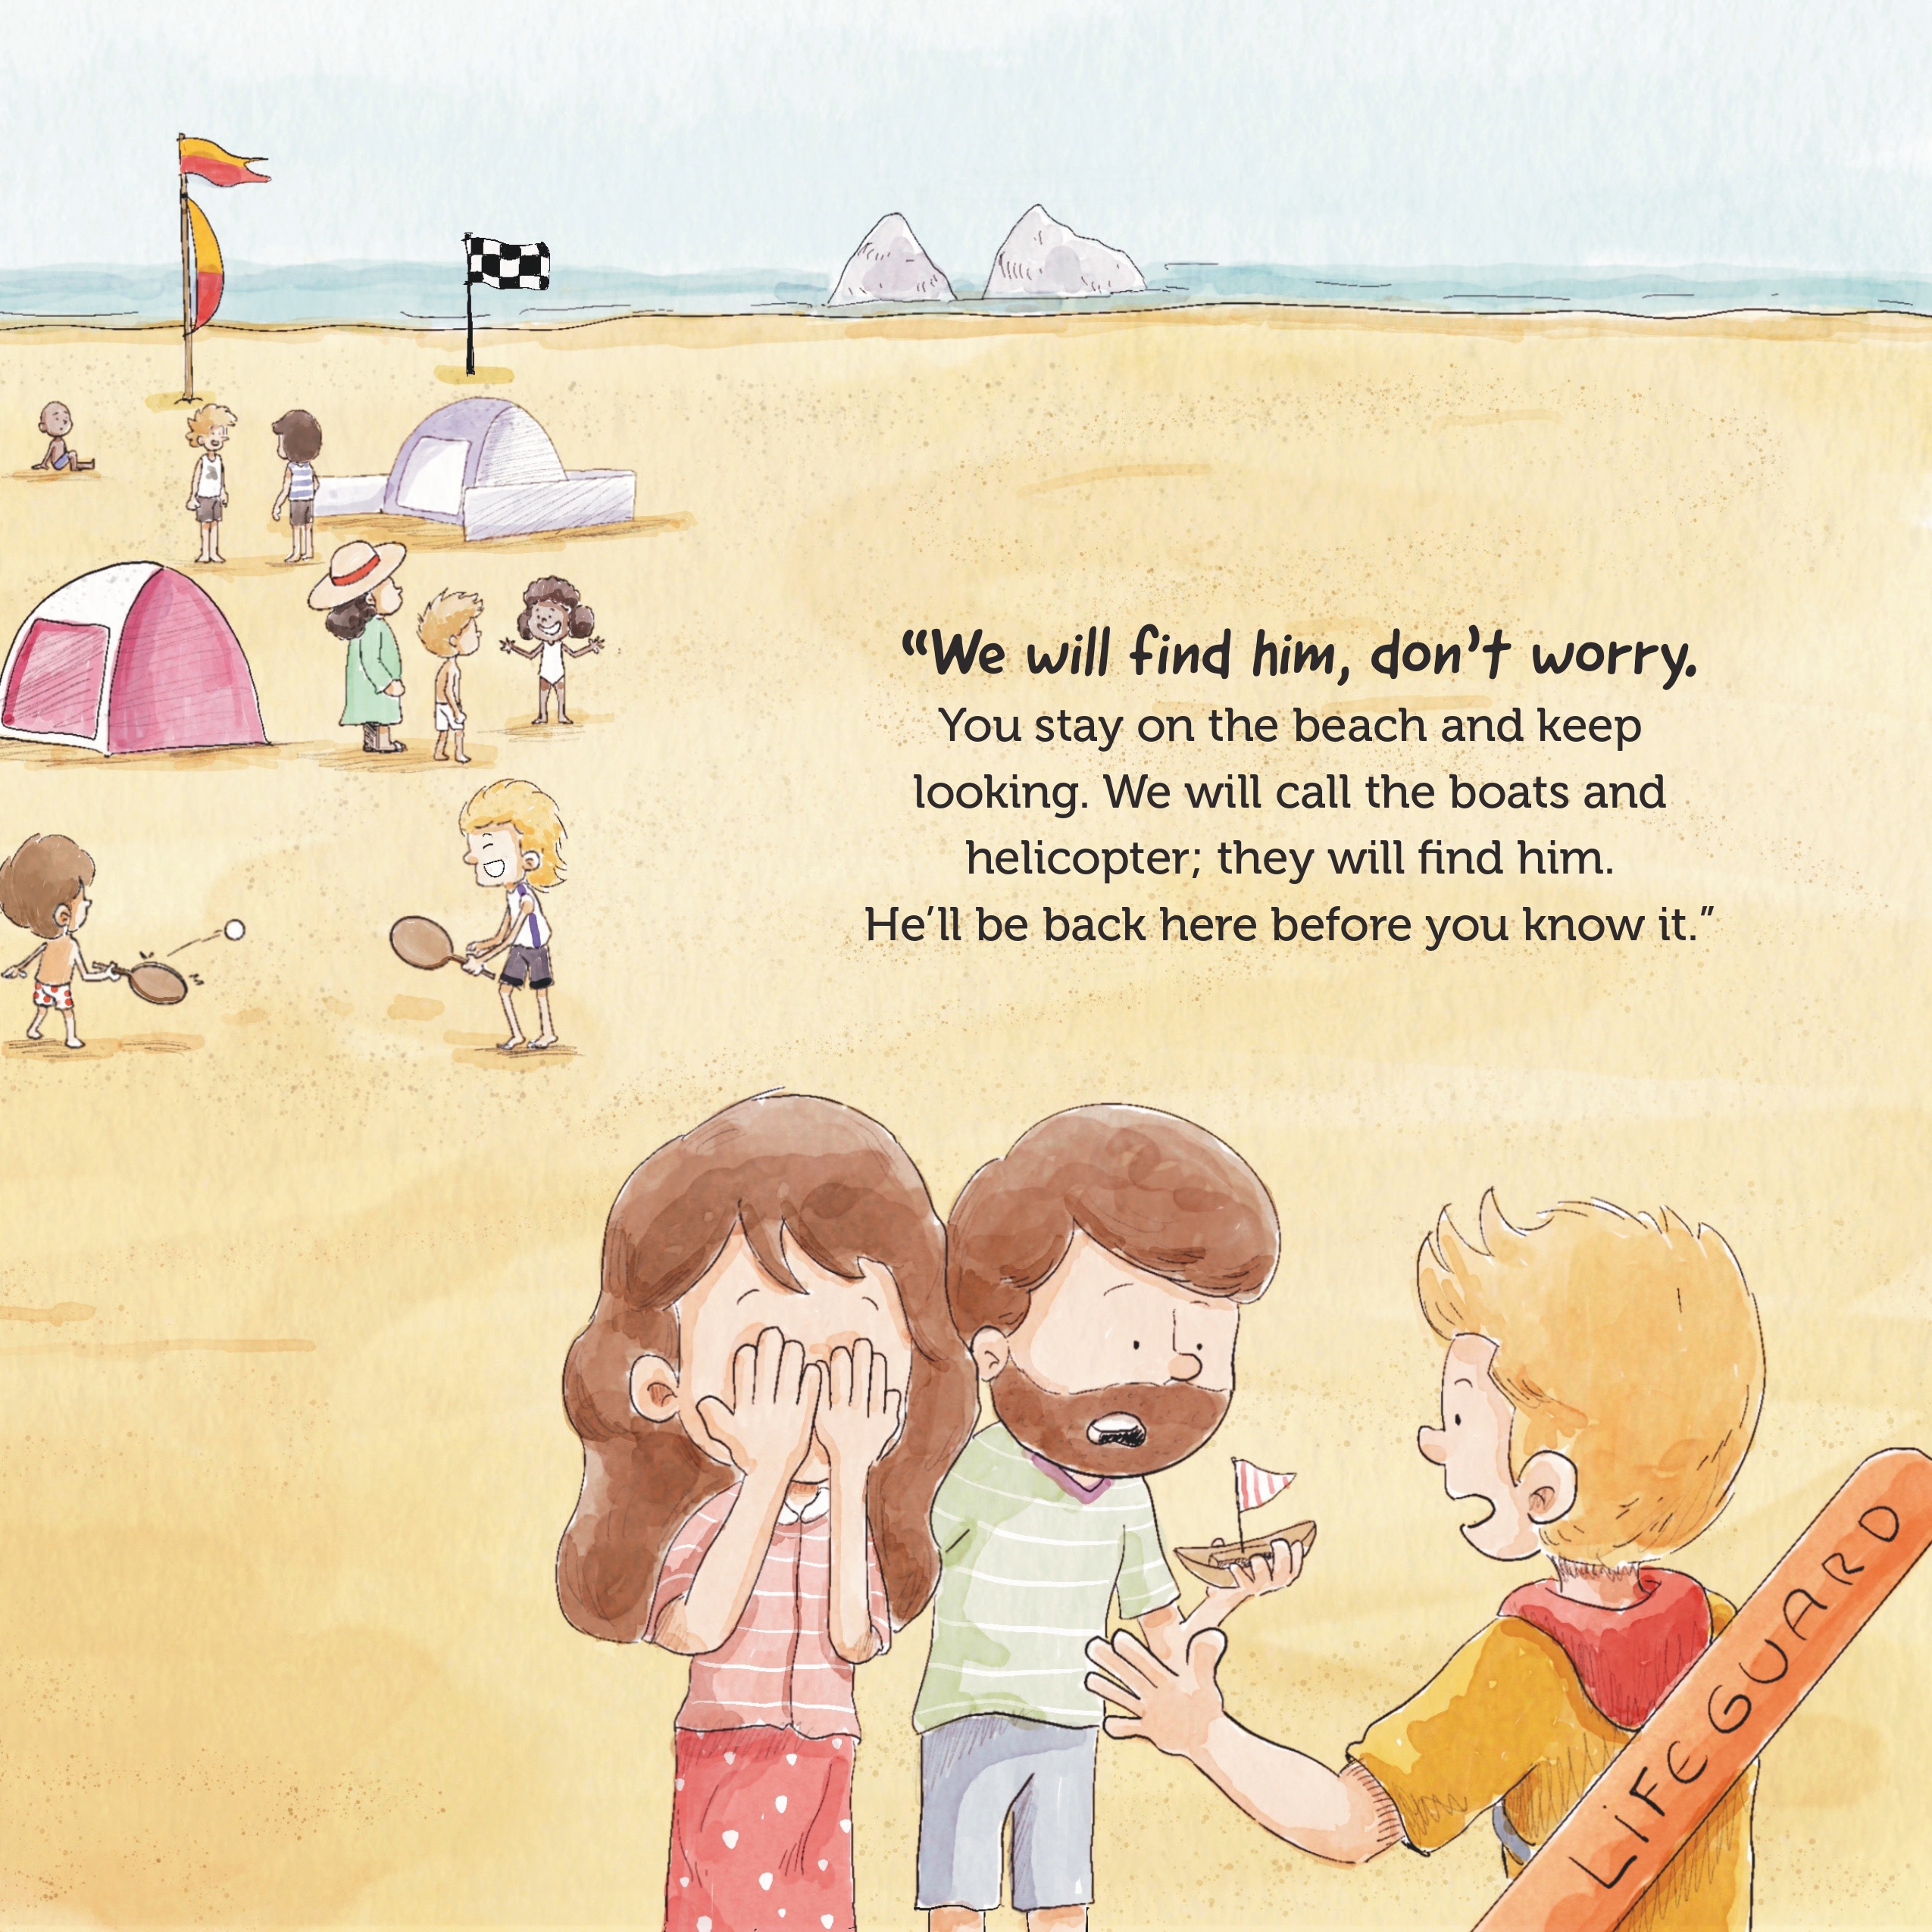 “We will find him, don’t worry.
You stay on the beach and keep
looking. We will call the boats and
helicopter; they will find him.
He’ll be back here before you know it.”
LiFEGUARD